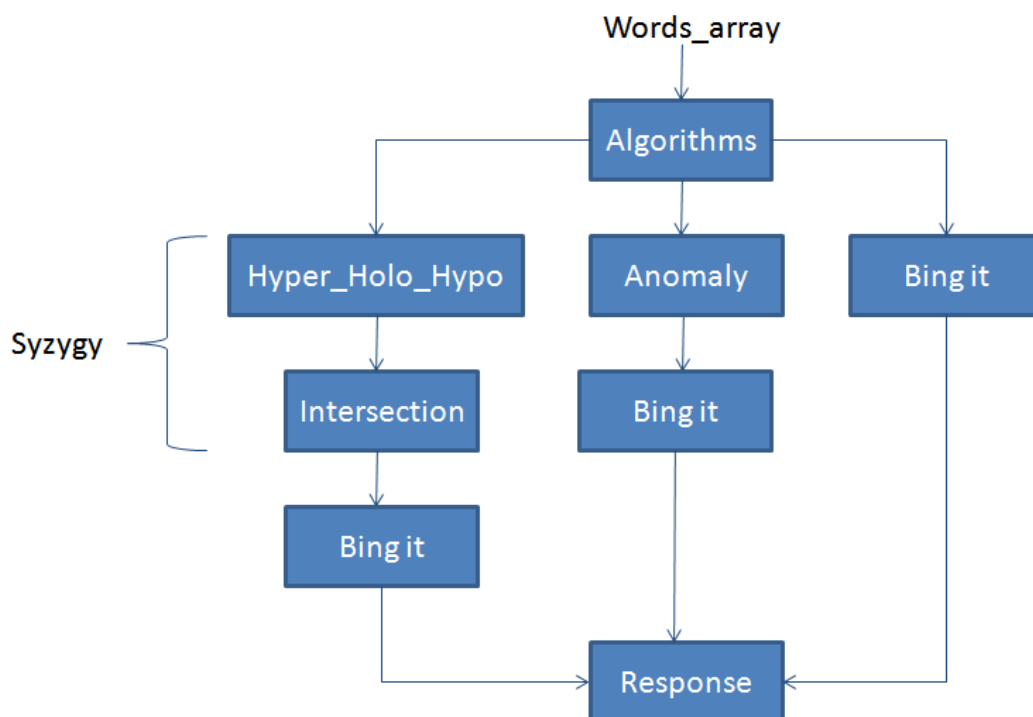 Words_array
Algorithms
Hyper_Holo_Hypo
Anomaly
Bing it
Syzygy
Intersection
Bing it
Bing it
Response